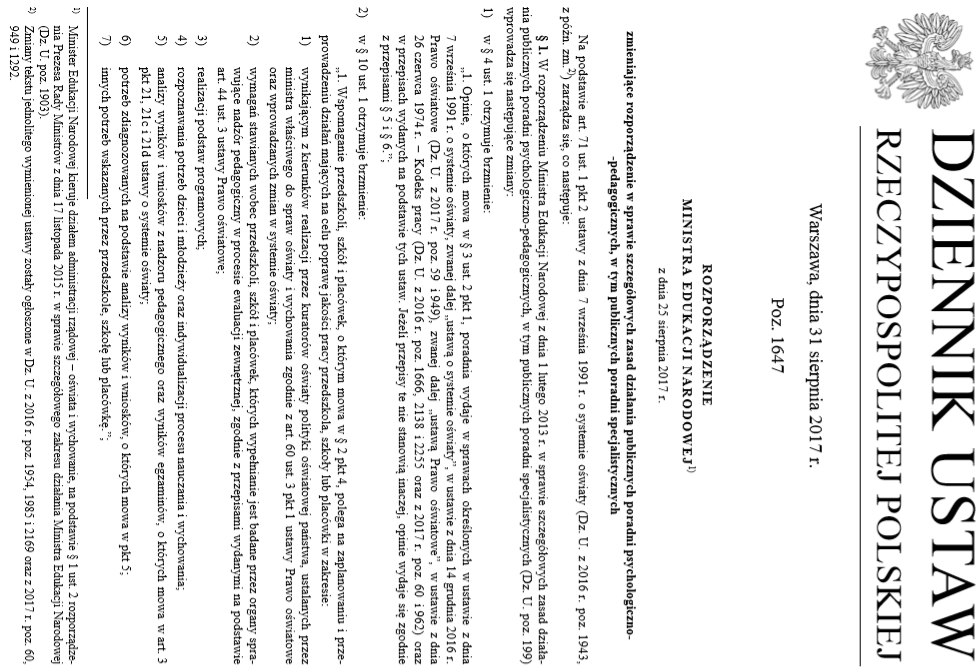 DZIENNIK USTAW
RZECZYPOSPOLITEJ POLSKIEJ
Warszawa, dnia 31 sierpnia 2017 r.
Poz. 1647
ROZPORZĄDZENIE
MINISTRA EDUKACJI NARODOWEJ¹⁾
z dnia 25 sierpnia 2017 r.
zmieniające rozporządzenie w sprawie szczegółowych zasad działania publicznych poradni psychologiczno-
-pedagogicznych, w tym publicznych poradni specjalistycznych
Na podstawie art. 71 ust. 1 pkt 2 ustawy z dnia 7 września 1991 r. o systemie oświaty (Dz. U. z 2016 r. poz. 1943,
z późn. zm.²⁾) zarządza się, co następuje:
§ 1. W rozporządzeniu Ministra Edukacji Narodowej z dnia 1 lutego 2013 r. w sprawie szczegółowych zasad działa-
nia publicznych poradni psychologiczno-pedagogicznych, w tym publicznych poradni specjalistycznych (Dz. U. poz. 199)
wprowadza się następujące zmiany:
1) w § 4 ust. 1 otrzymuje brzmienie:
„1. Opinie, o których mowa w § 3 ust. 2 pkt 1, poradnia wydaje w sprawach określonych w ustawie z dnia
7 września 1991 r. o systemie oświaty, zwanej dalej „ustawą o systemie oświaty”, w ustawie z dnia 14 grudnia 2016 r.
Prawo oświatowe (Dz. U. z 2017 r. poz. 59 i 949), zwanej dalej „ustawą Prawo oświatowe”, w ustawie z dnia
26 czerwca 1974 r. – Kodeks pracy (Dz. U. z 2016 r. poz. 1666, 2138 i 2255 oraz z 2017 r. poz. 60 i 962) oraz
w przepisach wydanych na podstawie tych ustaw. Jeżeli przepisy te nie stanowią inaczej, opinie wydaje się zgodnie
z przepisami § 5 i § 6.”;
2) w § 10 ust. 1 otrzymuje brzmienie:
„1. Wspomaganie przedszkoli, szkół i placówek, o którym mowa w § 2 pkt 4, polega na zaplanowaniu i prze-
prowadzeniu działań mających na celu poprawę jakości pracy przedszkola, szkoły lub placówki w zakresie:
1) wynikającym z kierunków realizacji przez kuratorów oświaty polityki oświatowej państwa, ustalanych przez
ministra właściwego do spraw oświaty i wychowania zgodnie z art. 60 ust. 3 pkt 1 ustawy Prawo oświatowe
oraz wprowadzanych zmian w systemie oświaty;
2) wymagań stawianych wobec przedszkoli, szkół i placówek, których wypełnianie jest badane przez organy spra-
wujące nadzór pedagogiczny w procesie ewaluacji zewnętrznej, zgodnie z przepisami wydanymi na podstawie
art. 44 ust. 3 ustawy Prawo oświatowe;
3) realizacji podstaw programowych;
4) rozpoznawania potrzeb dzieci i młodzieży oraz indywidualizacji procesu nauczania i wychowania;
5) analizy wyników i wniosków z nadzoru pedagogicznego oraz wyników egzaminów, o których mowa w art. 3
pkt 21, 21c i 21d ustawy o systemie oświaty;
6) potrzeb zdiagnozowanych na podstawie analizy wyników i wniosków, o których mowa w pkt 5;
7) innych potrzeb wskazanych przez przedszkole, szkołę lub placówkę.”;
¹⁾ Minister Edukacji Narodowej kieruje działem administracji rządowej – oświata i wychowanie, na podstawie § 1 ust. 2 rozporządze-
nia Prezesa Rady Ministrów z dnia 17 listopada 2015 r. w sprawie szczegółowego zakresu działania Ministra Edukacji Narodowej
(Dz. U. poz. 1903).
²⁾ Zmiany tekstu jednolitego wymienionej ustawy zostały ogłoszone w Dz. U. z 2016 r. poz. 1954, 1985 i 2169 oraz z 2017 r. poz. 60,
949 i 1292.